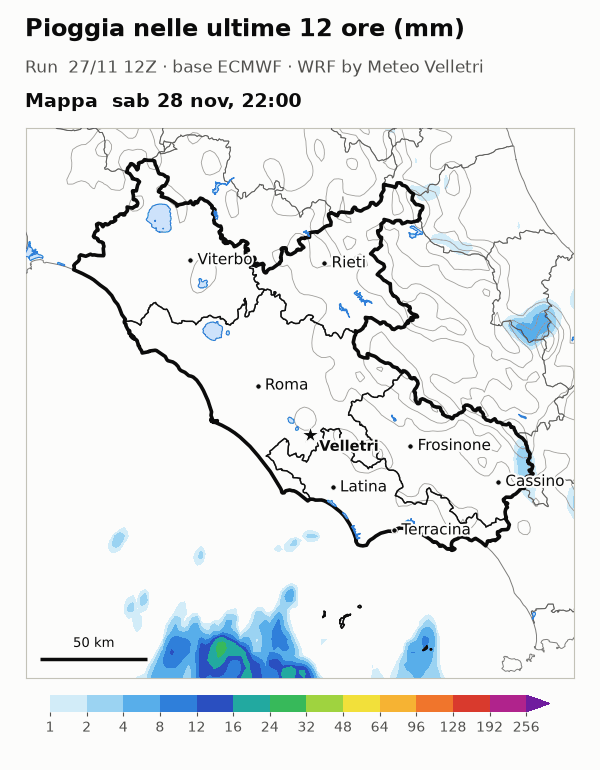 Pioggia nelle ultime 12 ore (mm)
Run  27/11 12Z · base ECMWF · WRF by Meteo Velletri
Mappa  sab 28 nov, 22:00
Viterbo
Rieti
Roma
Velletri
Frosinone
Latina
Cassino
Terracina
50 km
1 2 4 8 12 16 24 32 48 64 96 128 192 256